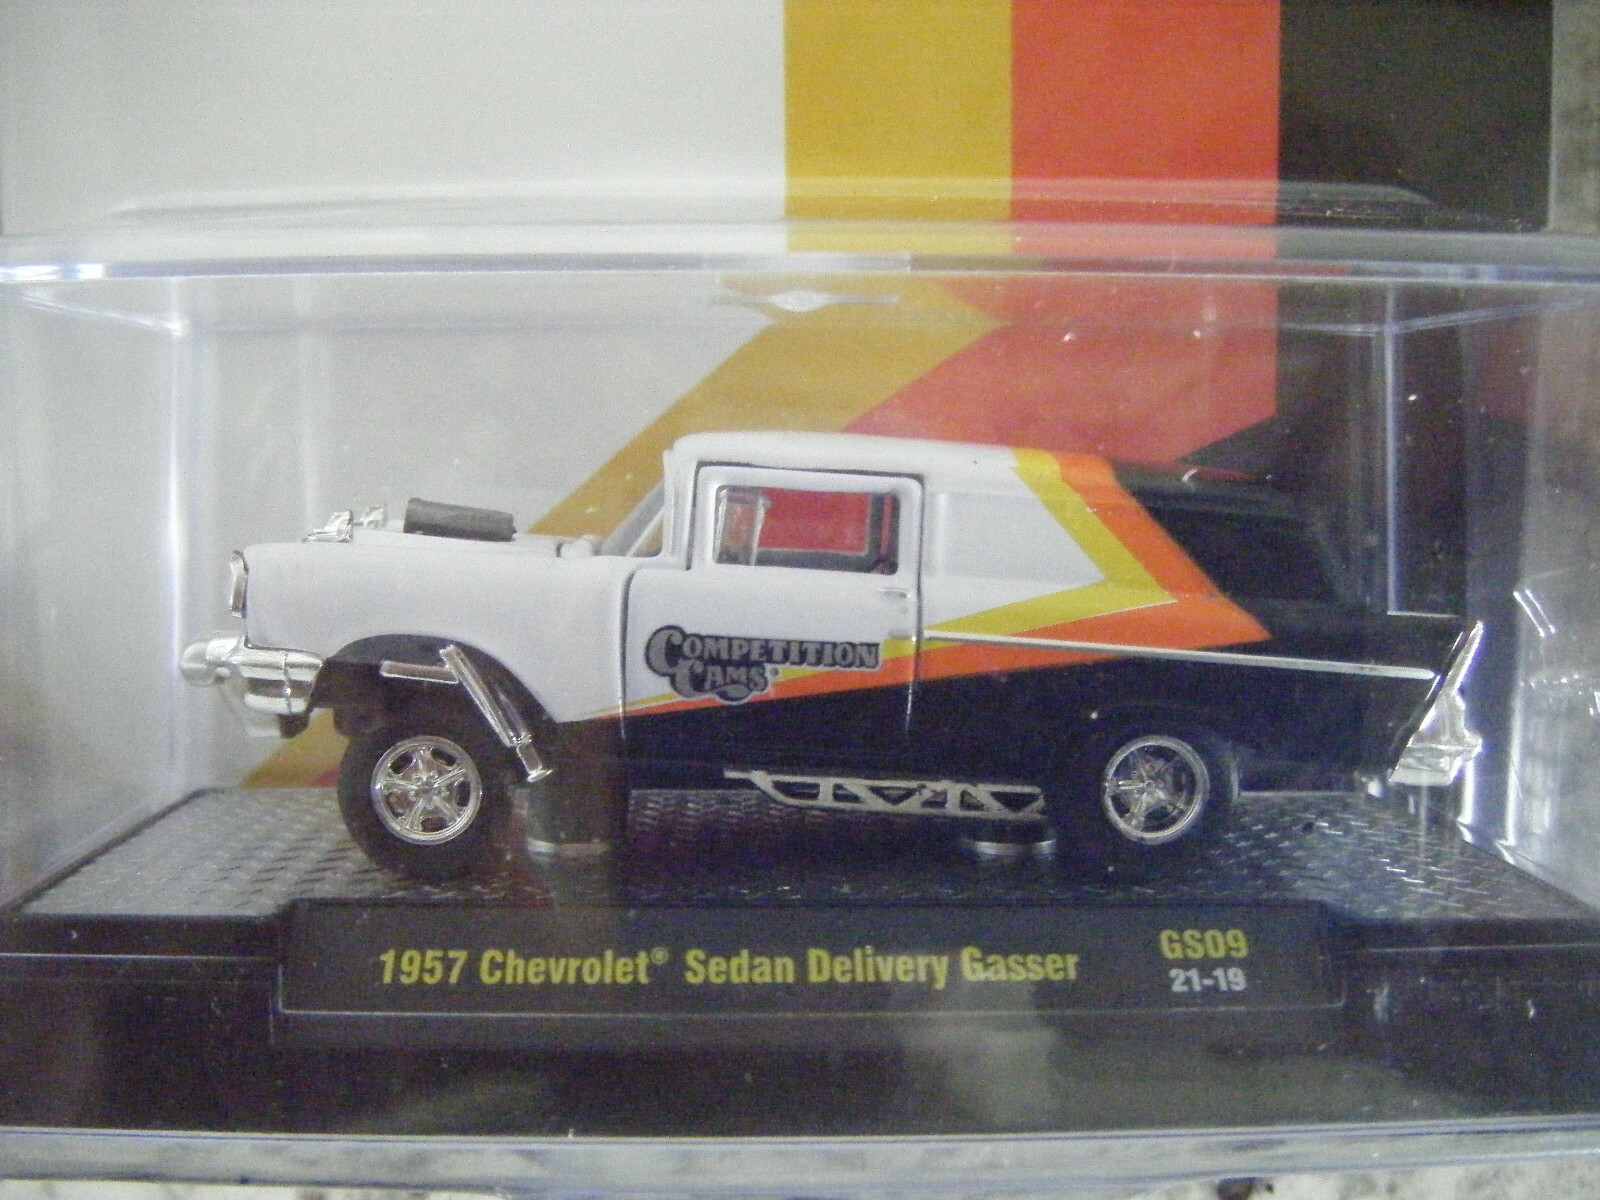 COMPETITION
CAMS®
1957 Chevrolet® Sedan Delivery Gasser
GS09
21-19